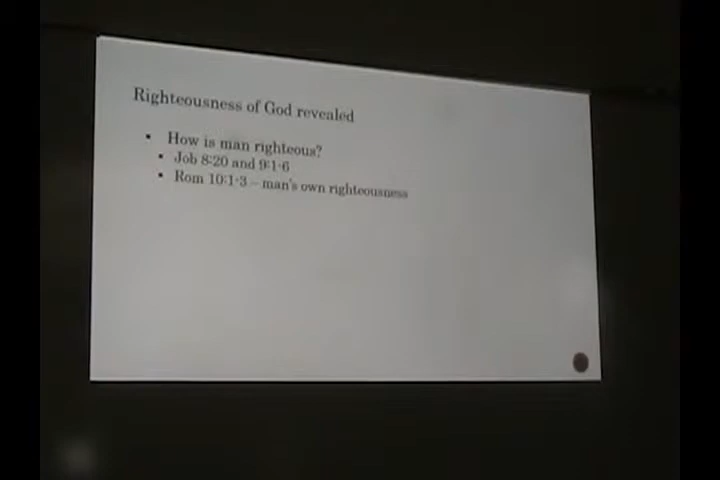 Righteousness of God revealed
▪ How is man righteous?
▪ Job 8:20 and 9:1-6
▪ Rom 10:1-3 – man's own righteousness